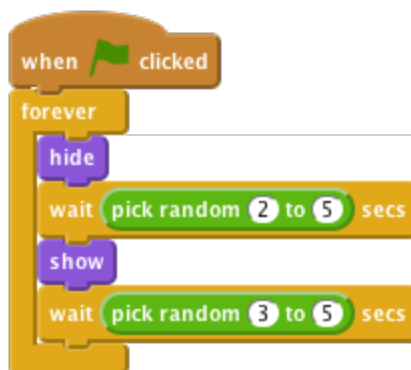 when clicked
forever
hide
wait pick random 2 to 5 secs
show
wait pick random 3 to 5 secs